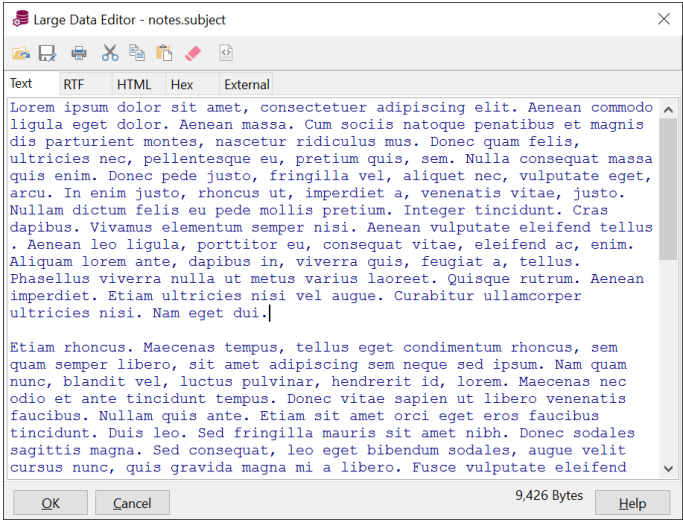 Large Data Editor - notes.subject
Text RTF HTML Hex External
Lorem ipsum dolor sit amet, consectetuer adipiscing elit. Aenean commodo
ligula eget dolor. Aenean massa. Cum sociis natoque penatibus et magnis
dis parturient montes, nascetur ridiculus mus. Donec quam felis,
ultricies nec, pellentesque eu, pretium quis, sem. Nulla consequat massa
quis enim. Donec pede justo, fringilla vel, aliquet nec, vulputate eget,
arcu. In enim justo, rhoncus ut, imperdiet a, venenatis vitae, justo.
Nullam dictum felis eu pede mollis pretium. Integer tincidunt. Cras
dapibus. Vivamus elementum semper nisi. Aenean vulputate eleifend tellus
. Aenean leo ligula, porttitor eu, consequat vitae, eleifend ac, enim.
Aliquam lorem ante, dapibus in, viverra quis, feugiat a, tellus.
Phasellus viverra nulla ut metus varius laoreet. Quisque rutrum. Aenean
imperdiet. Etiam ultricies nisi vel augue. Curabitur ullamcorper
ultricies nisi. Nam eget dui.
Etiam rhoncus. Maecenas tempus, tellus eget condimentum rhoncus, sem
quam semper libero, sit amet adipiscing sem neque sed ipsum. Nam quam
nunc, blandit vel, luctus pulvinar, hendrerit id, lorem. Maecenas nec
odio et ante tincidunt tempus. Donec vitae sapien ut libero venenatis
faucibus. Nullam quis ante. Etiam sit amet orci eget eros faucibus
tincidunt. Duis leo. Sed fringilla mauris sit amet nibh. Donec sodales
sagittis magna. Sed consequat, leo eget bibendum sodales, augue velit
cursus nunc, quis gravida magna mi a libero. Fusce vulputate eleifend
OK Cancel 9,426 Bytes Help